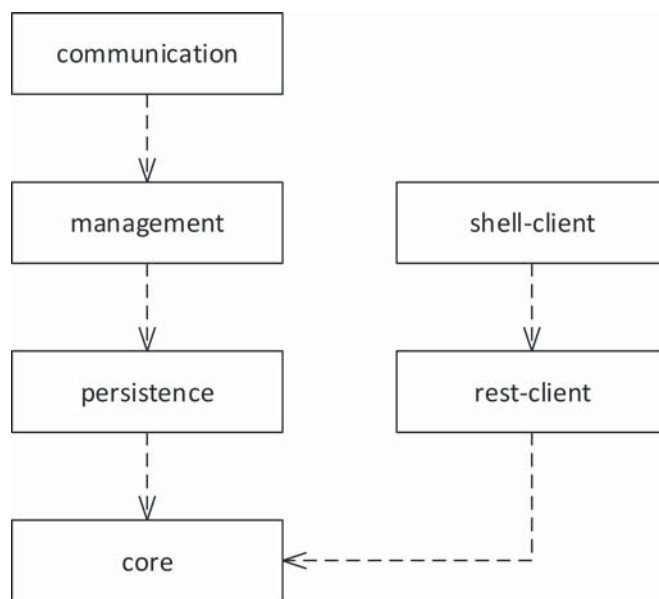 communication
management
shell-client
persistence
rest-client
core